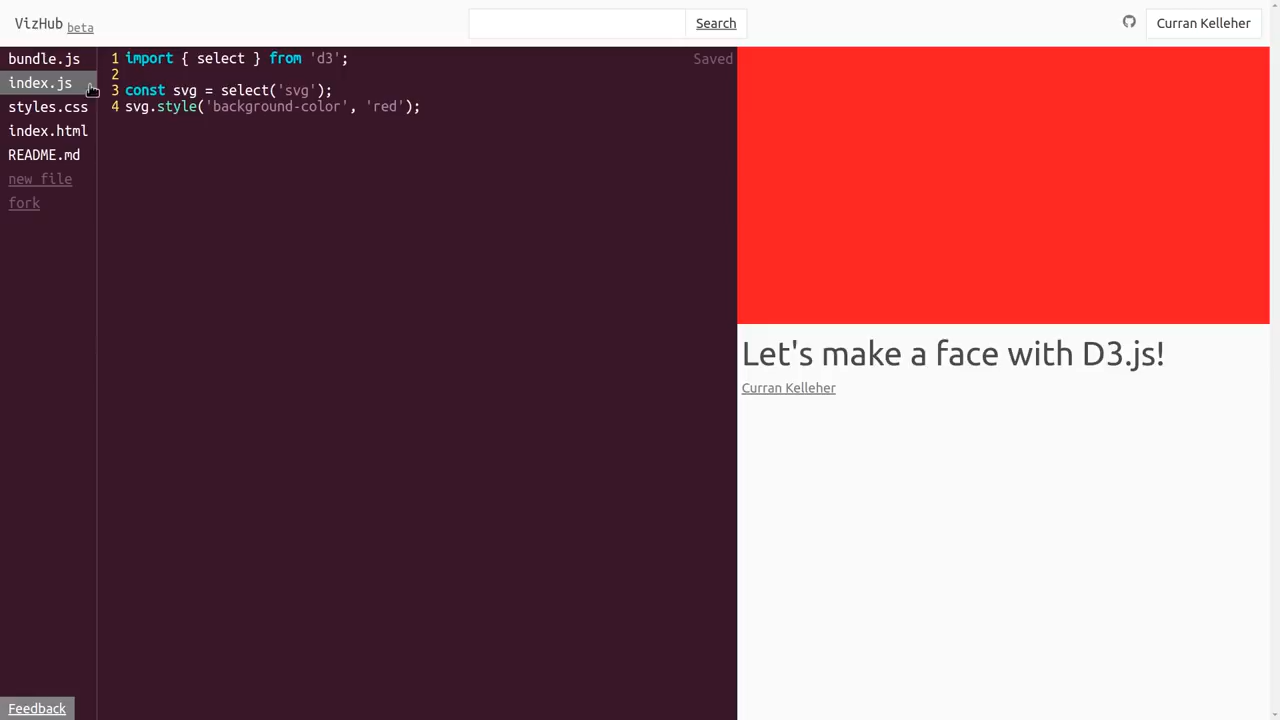 VizHub beta
Search
Curran Kelleher
bundle.js
index.js
styles.css
index.html
README.md
new file
fork
1 import { select } from 'd3';
2
3 const svg = select('svg');
4 svg.style('background-color', 'red');
Saved
Let's make a face with D3.js!
Curran Kelleher
Feedback